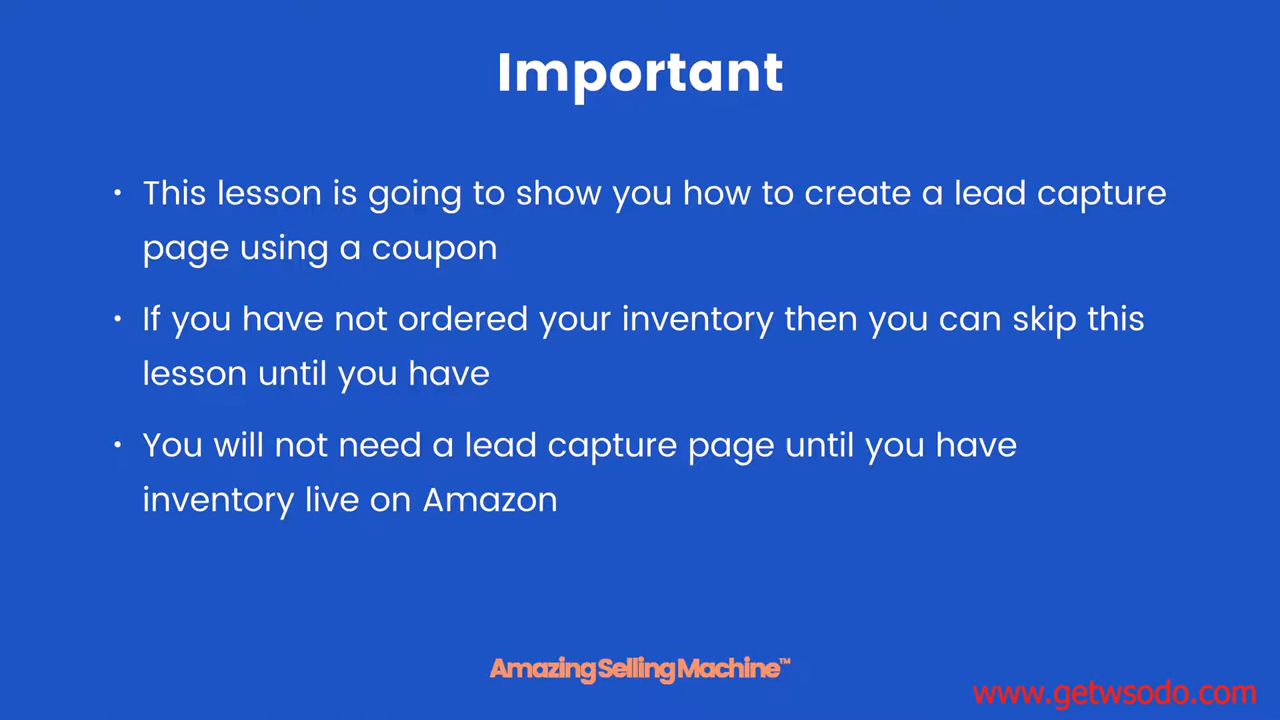 Important
• This lesson is going to show you how to create a lead capture
page using a coupon
• If you have not ordered your inventory then you can skip this
lesson until you have
• You will not need a lead capture page until you have
inventory live on Amazon
Amazing Selling Machine™
www.getwsodo.com